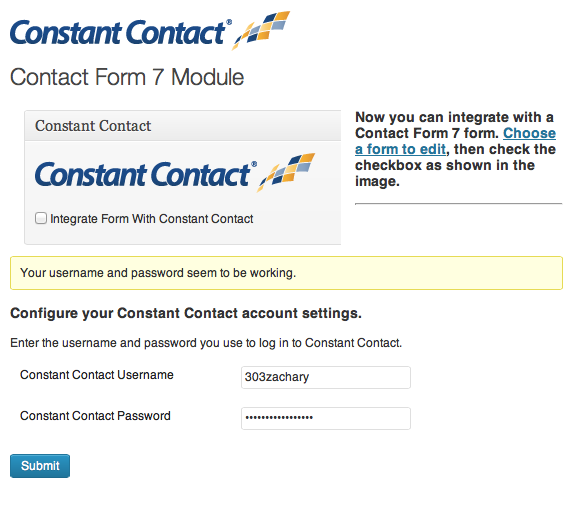 Constant Contact®
Contact Form 7 Module
Constant Contact
Constant Contact®
Integrate Form With Constant Contact
Now you can integrate with a
Contact Form 7 form. Choose
a form to edit, then check the
checkbox as shown in the
image.
Your username and password seem to be working.
Configure your Constant Contact account settings.
Enter the username and password you use to log in to Constant Contact.
Constant Contact Username
303zachary
Constant Contact Password
••••••••••••••••
Submit